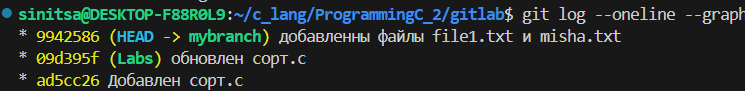 sinitsa@DESKTOP-F88R0L9:~/c_lang/ProgrammingC_2/gitlab$ git log --oneline --graph
* 9942586 (HEAD -> mybranch) добавленны файлы file1.txt и misha.txt
* 09d395f (Labs) обновлен сорт.с
* ad5cc26 Добавлен сорт.с